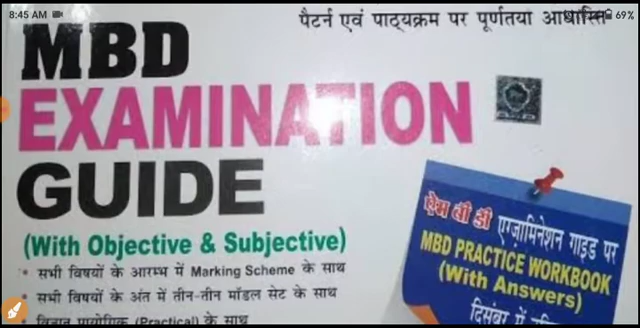 8:45 AM
69%
पैटर्न एवं पाठ्यक्रम पर पूर्णतया आधारित
MBD
EXAMINATION
GUIDE
(With Objective & Subjective)
• सभी विषयों के आरम्भ में Marking Scheme के साथ
• सभी विषयों के अंत में तीन-तीन मॉडल सेट के साथ
• विज्ञान प्रायोगिक (Practical) के साथ
ऐम बी डी एग्ज़ामिनेशन गाइड पर
MBD PRACTICE WORKBOOK
(With Answers)
दिसंबर में